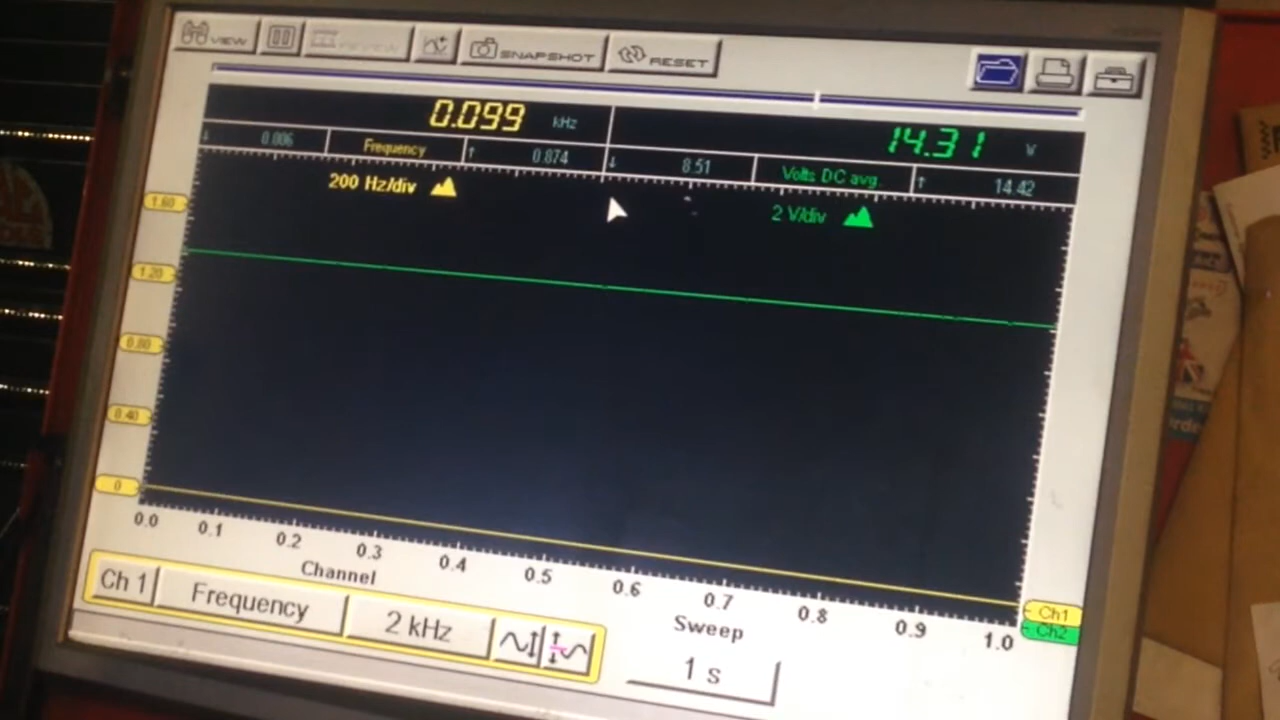 VIEW REVIEW SNAPSHOT RESET
0.099 kHz 14.31 V
↓ 0.006 Frequency ↑ 0.874 ↓ 8.51 Volts DC avg. ↑ 14.42
200 Hz/div 2 V/div
1.60
1.20
0.80
0.40
0
0.0 0.1 0.2 0.3 0.4 0.5 0.6 0.7 0.8 0.9 1.0
Ch1
Ch2
Channel Sweep
Ch 1 Frequency 2 kHz 1 s